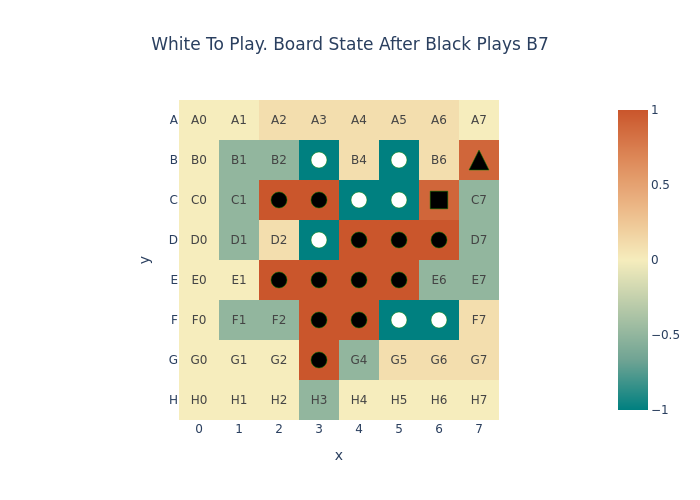 White To Play. Board State After Black Plays B7
A A0 A1 A2 A3 A4 A5 A6 A7
B B0 B1 B2 B4 B6
C C0 C1 C7
D D0 D1 D2 D7
E E0 E1 E6 E7
F F0 F1 F2 F7
G G0 G1 G2 G4 G5 G6 G7
H H0 H1 H2 H3 H4 H5 H6 H7
0 1 2 3 4 5 6 7
x
y
1
0.5
0
−0.5
−1